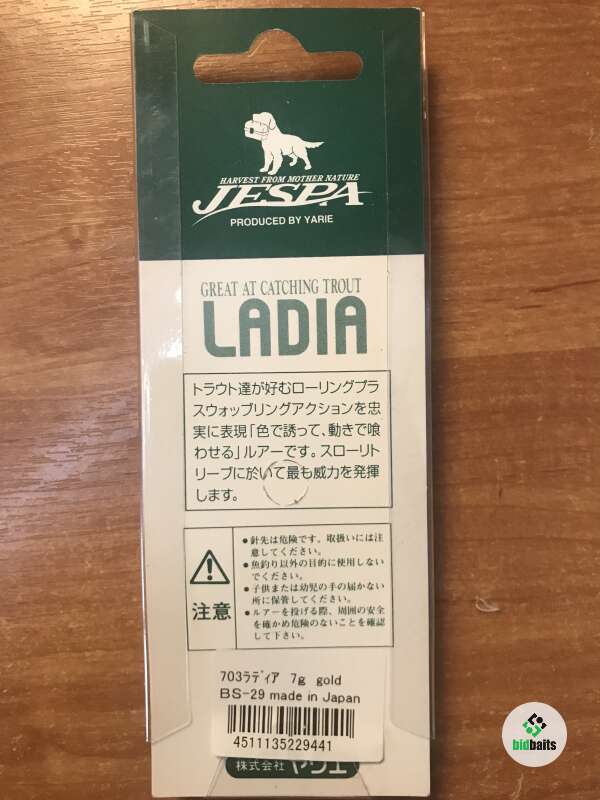 HARVEST FROM MOTHER NATURE
JESPA
PRODUCED BY YARIE
GREAT AT CATCHING TROUT
LADIA
トラウト達が好むローリングプラ
スウォッブリングアクションを忠
実に表現「色で誘って、動きで喰
わせる」ルアーです。スローリト
リーブに於いて最も威力を発揮
します。
注意
●針先は危険です。取扱いには注
意してください。
●魚釣り以外の目的に使用しない
でください。
●子供または幼児の手の届かない
所に保管してください。
●ルアーを投げる際、周囲の安全
を確かめ危険のないことを確認
して下さい。
703ラディア 7g gold
BS-29 made in Japan
4511135229441
株式会社 ヤリエ
bidbaits